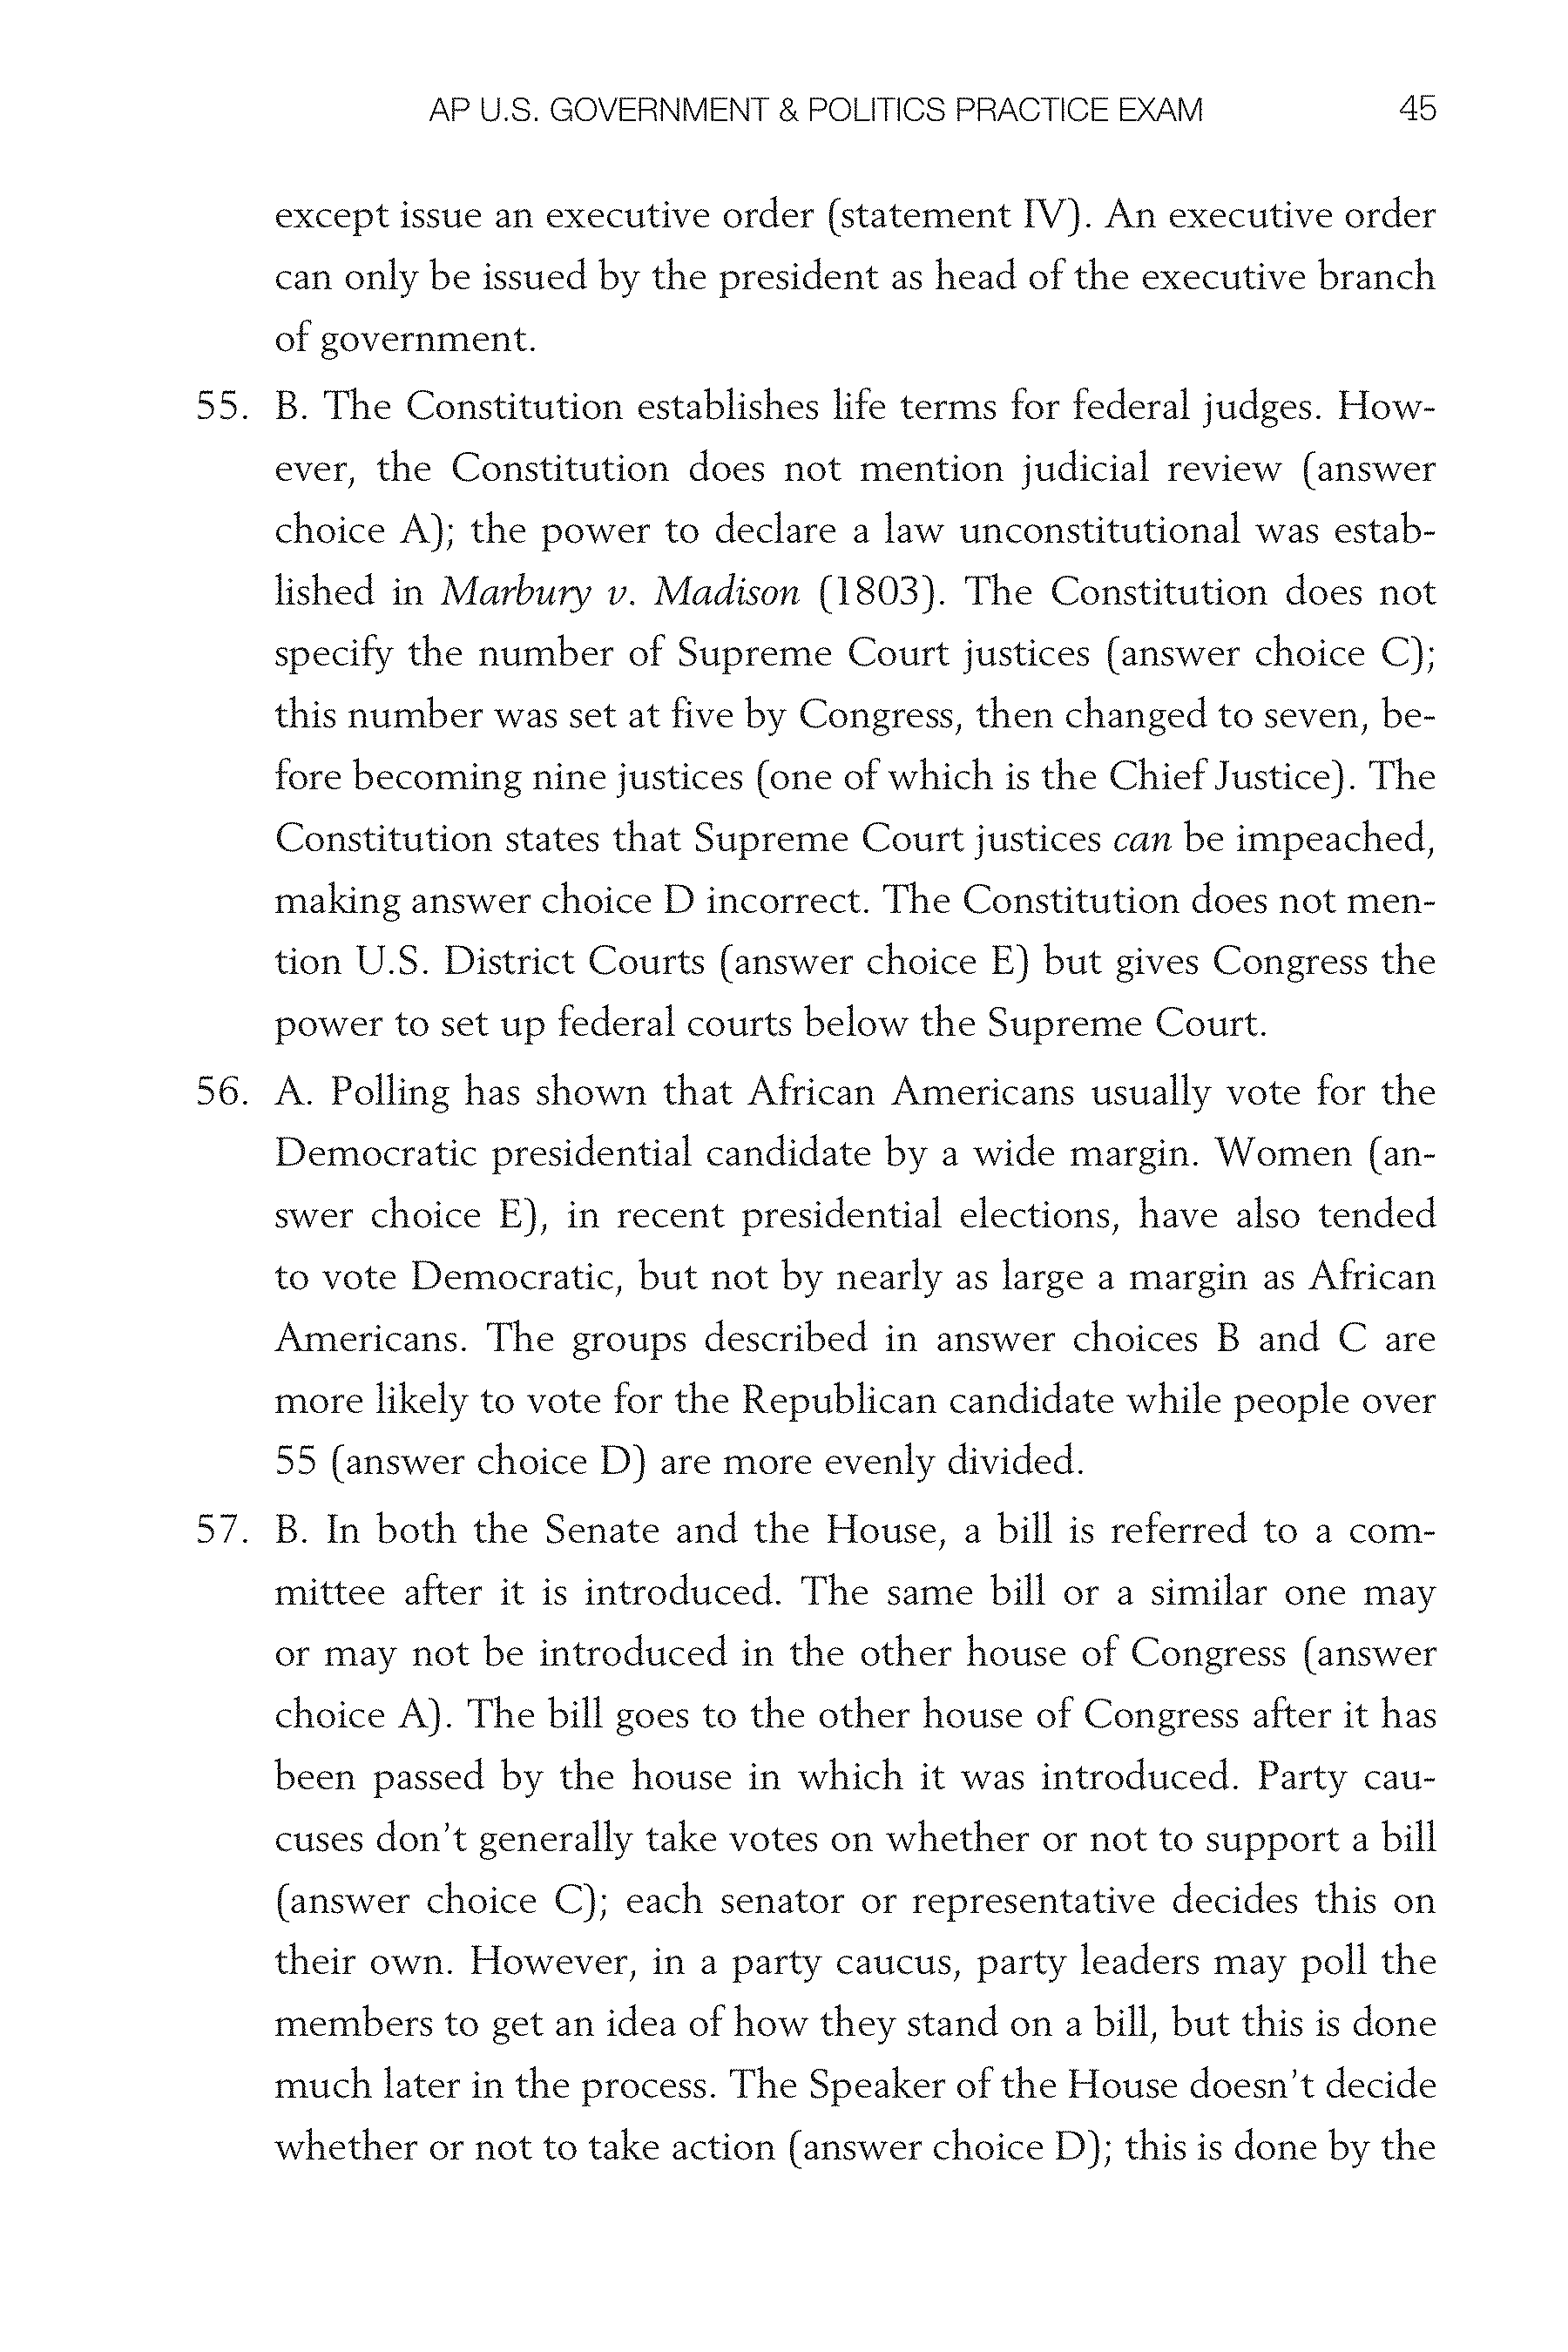 AP U.S. GOVERNMENT & POLITICS PRACTICE EXAM 45
except issue an executive order (statement IV). An executive order
can only be issued by the president as head of the executive branch
of government.
55. B. The Constitution establishes life terms for federal judges. How-
ever, the Constitution does not mention judicial review (answer
choice A); the power to declare a law unconstitutional was estab-
lished in Marbury v. Madison (1803). The Constitution does not
specify the number of Supreme Court justices (answer choice C);
this number was set at five by Congress, then changed to seven, be-
fore becoming nine justices (one of which is the Chief Justice). The
Constitution states that Supreme Court justices can be impeached,
making answer choice D incorrect. The Constitution does not men-
tion U.S. District Courts (answer choice E) but gives Congress the
power to set up federal courts below the Supreme Court.
56. A. Polling has shown that African Americans usually vote for the
Democratic presidential candidate by a wide margin. Women (an-
swer choice E), in recent presidential elections, have also tended
to vote Democratic, but not by nearly as large a margin as African
Americans. The groups described in answer choices B and C are
more likely to vote for the Republican candidate while people over
55 (answer choice D) are more evenly divided.
57. B. In both the Senate and the House, a bill is referred to a com-
mittee after it is introduced. The same bill or a similar one may
or may not be introduced in the other house of Congress (answer
choice A). The bill goes to the other house of Congress after it has
been passed by the house in which it was introduced. Party cau-
cuses don't generally take votes on whether or not to support a bill
(answer choice C); each senator or representative decides this on
their own. However, in a party caucus, party leaders may poll the
members to get an idea of how they stand on a bill, but this is done
much later in the process. The Speaker of the House doesn't decide
whether or not to take action (answer choice D); this is done by the